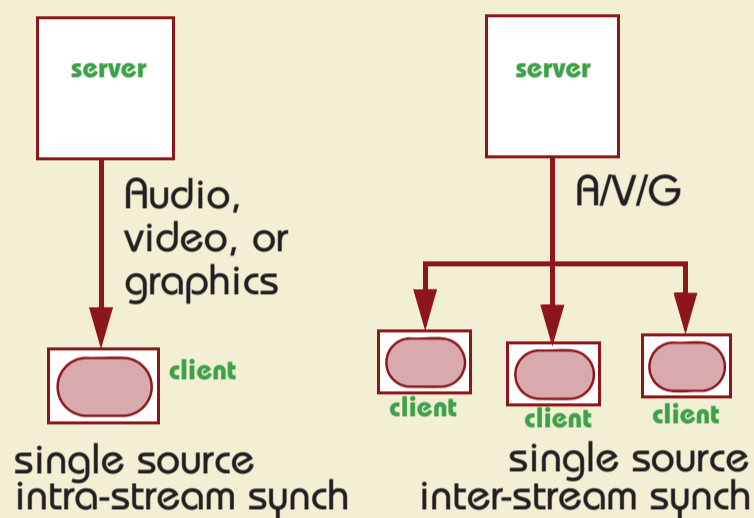 server
Audio,
video, or
graphics
client
single source
intra-stream synch
server
A/V/G
client
client
client
single source
inter-stream synch